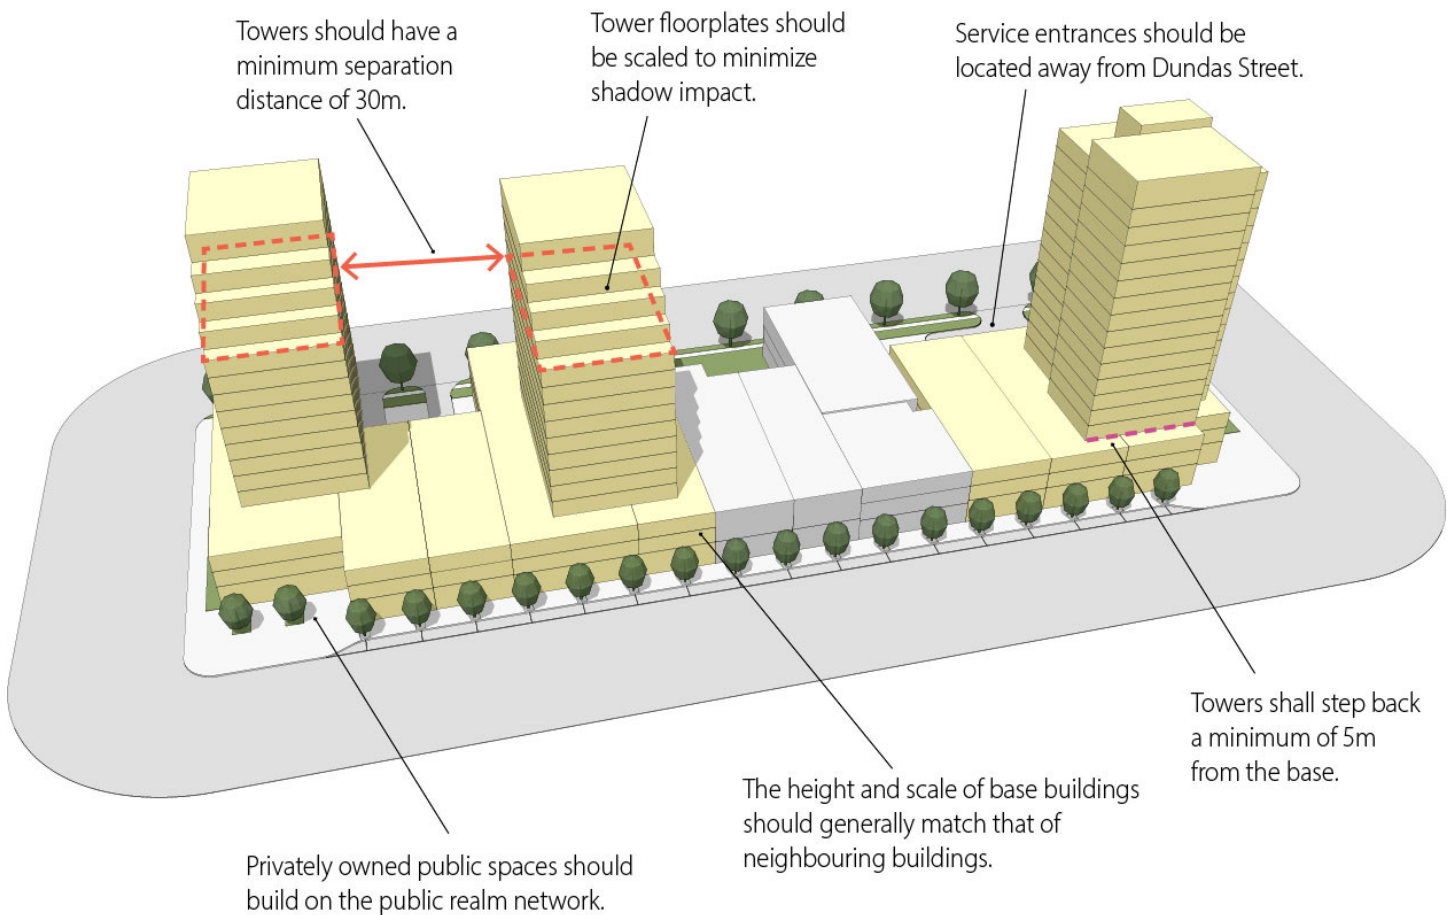 Towers should have a
minimum separation
distance of 30m.
Tower floorplates should
be scaled to minimize
shadow impact.
Service entrances should be
located away from Dundas Street.
Towers shall step back
a minimum of 5m
from the base.
The height and scale of base buildings
should generally match that of
neighbouring buildings.
Privately owned public spaces should
build on the public realm network.